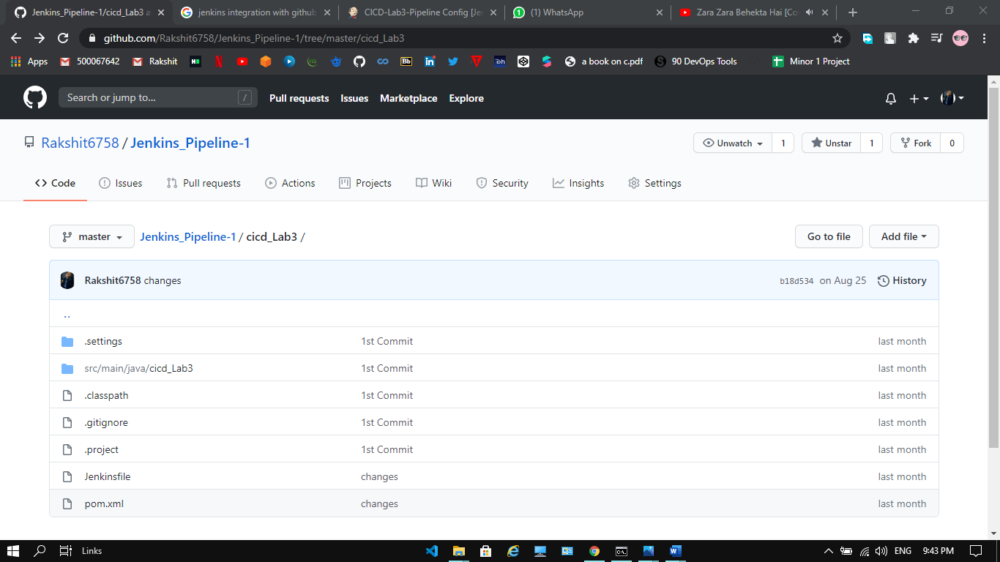 Jenkins_Pipeline-1/cicd_Lab3 a
jenkins integration with github
CICD-Lab3-Pipeline Config [Je
(1) WhatsApp
Zara Zara Behekta Hai [Co
github.com/Rakshit6758/Jenkins_Pipeline-1/tree/master/cicd_Lab3
Apps 500067642 Rakshit a book on c.pdf 90 DevOps Tools Minor 1 Project
Search or jump to... / Pull requests Issues Marketplace Explore
Rakshit6758 / Jenkins_Pipeline-1 Unwatch 1 Unstar 1 Fork 0
Code Issues Pull requests Actions Projects Wiki Security Insights Settings
master Jenkins_Pipeline-1 / cicd_Lab3 / Go to file Add file
Rakshit6758 changes b18d534 on Aug 25 History
..
.settings 1st Commit last month
src/main/java/cicd_Lab3 1st Commit last month
.classpath 1st Commit last month
.gitignore 1st Commit last month
.project 1st Commit last month
Jenkinsfile changes last month
pom.xml changes last month
Links ENG 9:43 PM